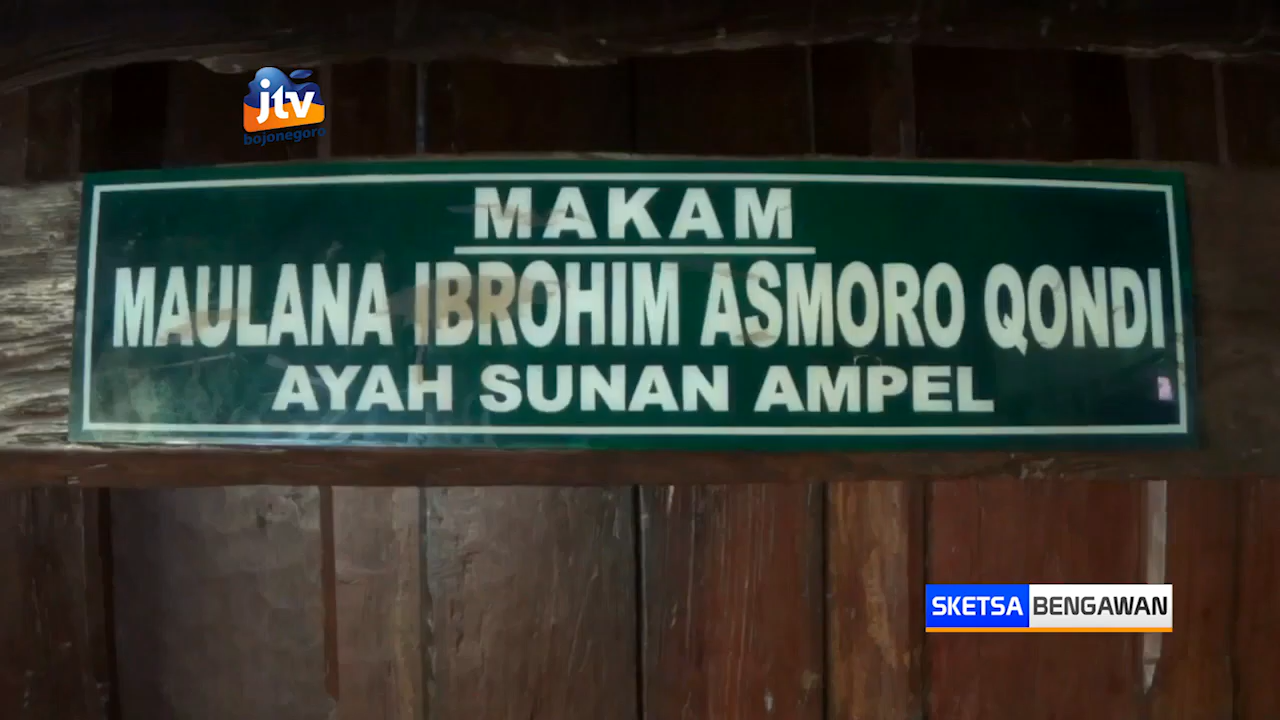 jtv
bojonegoro
MAKAM
MAULANA IBROHIM ASMORO QONDI
AYAH SUNAN AMPEL
SKETSA BENGAWAN